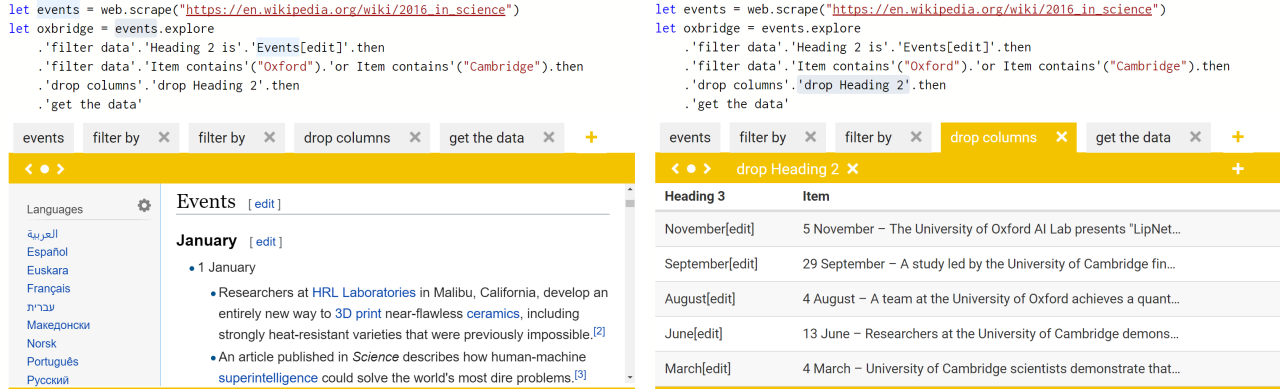 let events = web.scrape("https://en.wikipedia.org/wiki/2016_in_science")
let oxbridge = events.explore
.'filter data'.'Heading 2 is'.'Events[edit]'.then
.'filter data'.'Item contains'("Oxford").'or Item contains'("Cambridge").then
.'drop columns'.'drop Heading 2'.then
.'get the data'
events filter by × filter by × drop columns × get the data × +
Languages
العربية
Español
Euskara
Français
עברית
Македонски
Norsk
Português
Русский
Events [ edit ]
January [ edit ]
• 1 January
• Researchers at HRL Laboratories in Malibu, California, develop an
entirely new way to 3D print near-flawless ceramics, including
strongly heat-resistant varieties that were previously impossible.[2]
• An article published in Science describes how human-machine
superintelligence could solve the world's most dire problems.[3]
let events = web.scrape("https://en.wikipedia.org/wiki/2016_in_science")
let oxbridge = events.explore
.'filter data'.'Heading 2 is'.'Events[edit]'.then
.'filter data'.'Item contains'("Oxford").'or Item contains'("Cambridge").then
.'drop columns'.'drop Heading 2'.then
.'get the data'
events filter by × filter by × drop columns × get the data × +
drop Heading 2 × +
Heading 3 Item
November[edit] 5 November – The University of Oxford AI Lab presents "LipNet...
September[edit] 29 September – A study led by the University of Cambridge fin...
August[edit] 4 August – A team at the University of Oxford achieves a quant...
June[edit] 13 June – Researchers at the University of Cambridge demons...
March[edit] 4 March – University of Cambridge scientists demonstrate that...